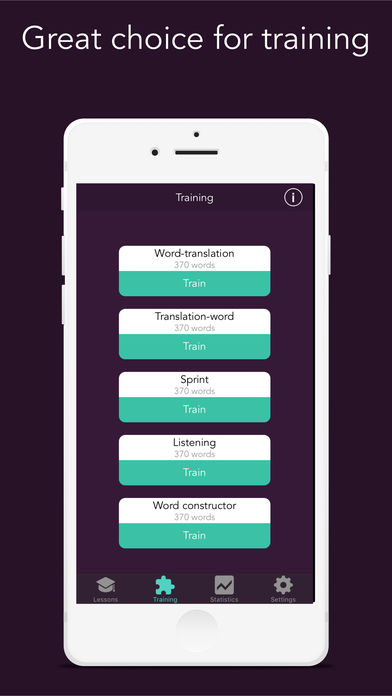 Great choice for training
Training
Word-translation
370 words
Train
Translation-word
370 words
Train
Sprint
370 words
Train
Listening
370 words
Train
Word constructor
370 words
Train
Lessons
Training
Statistics
Settings